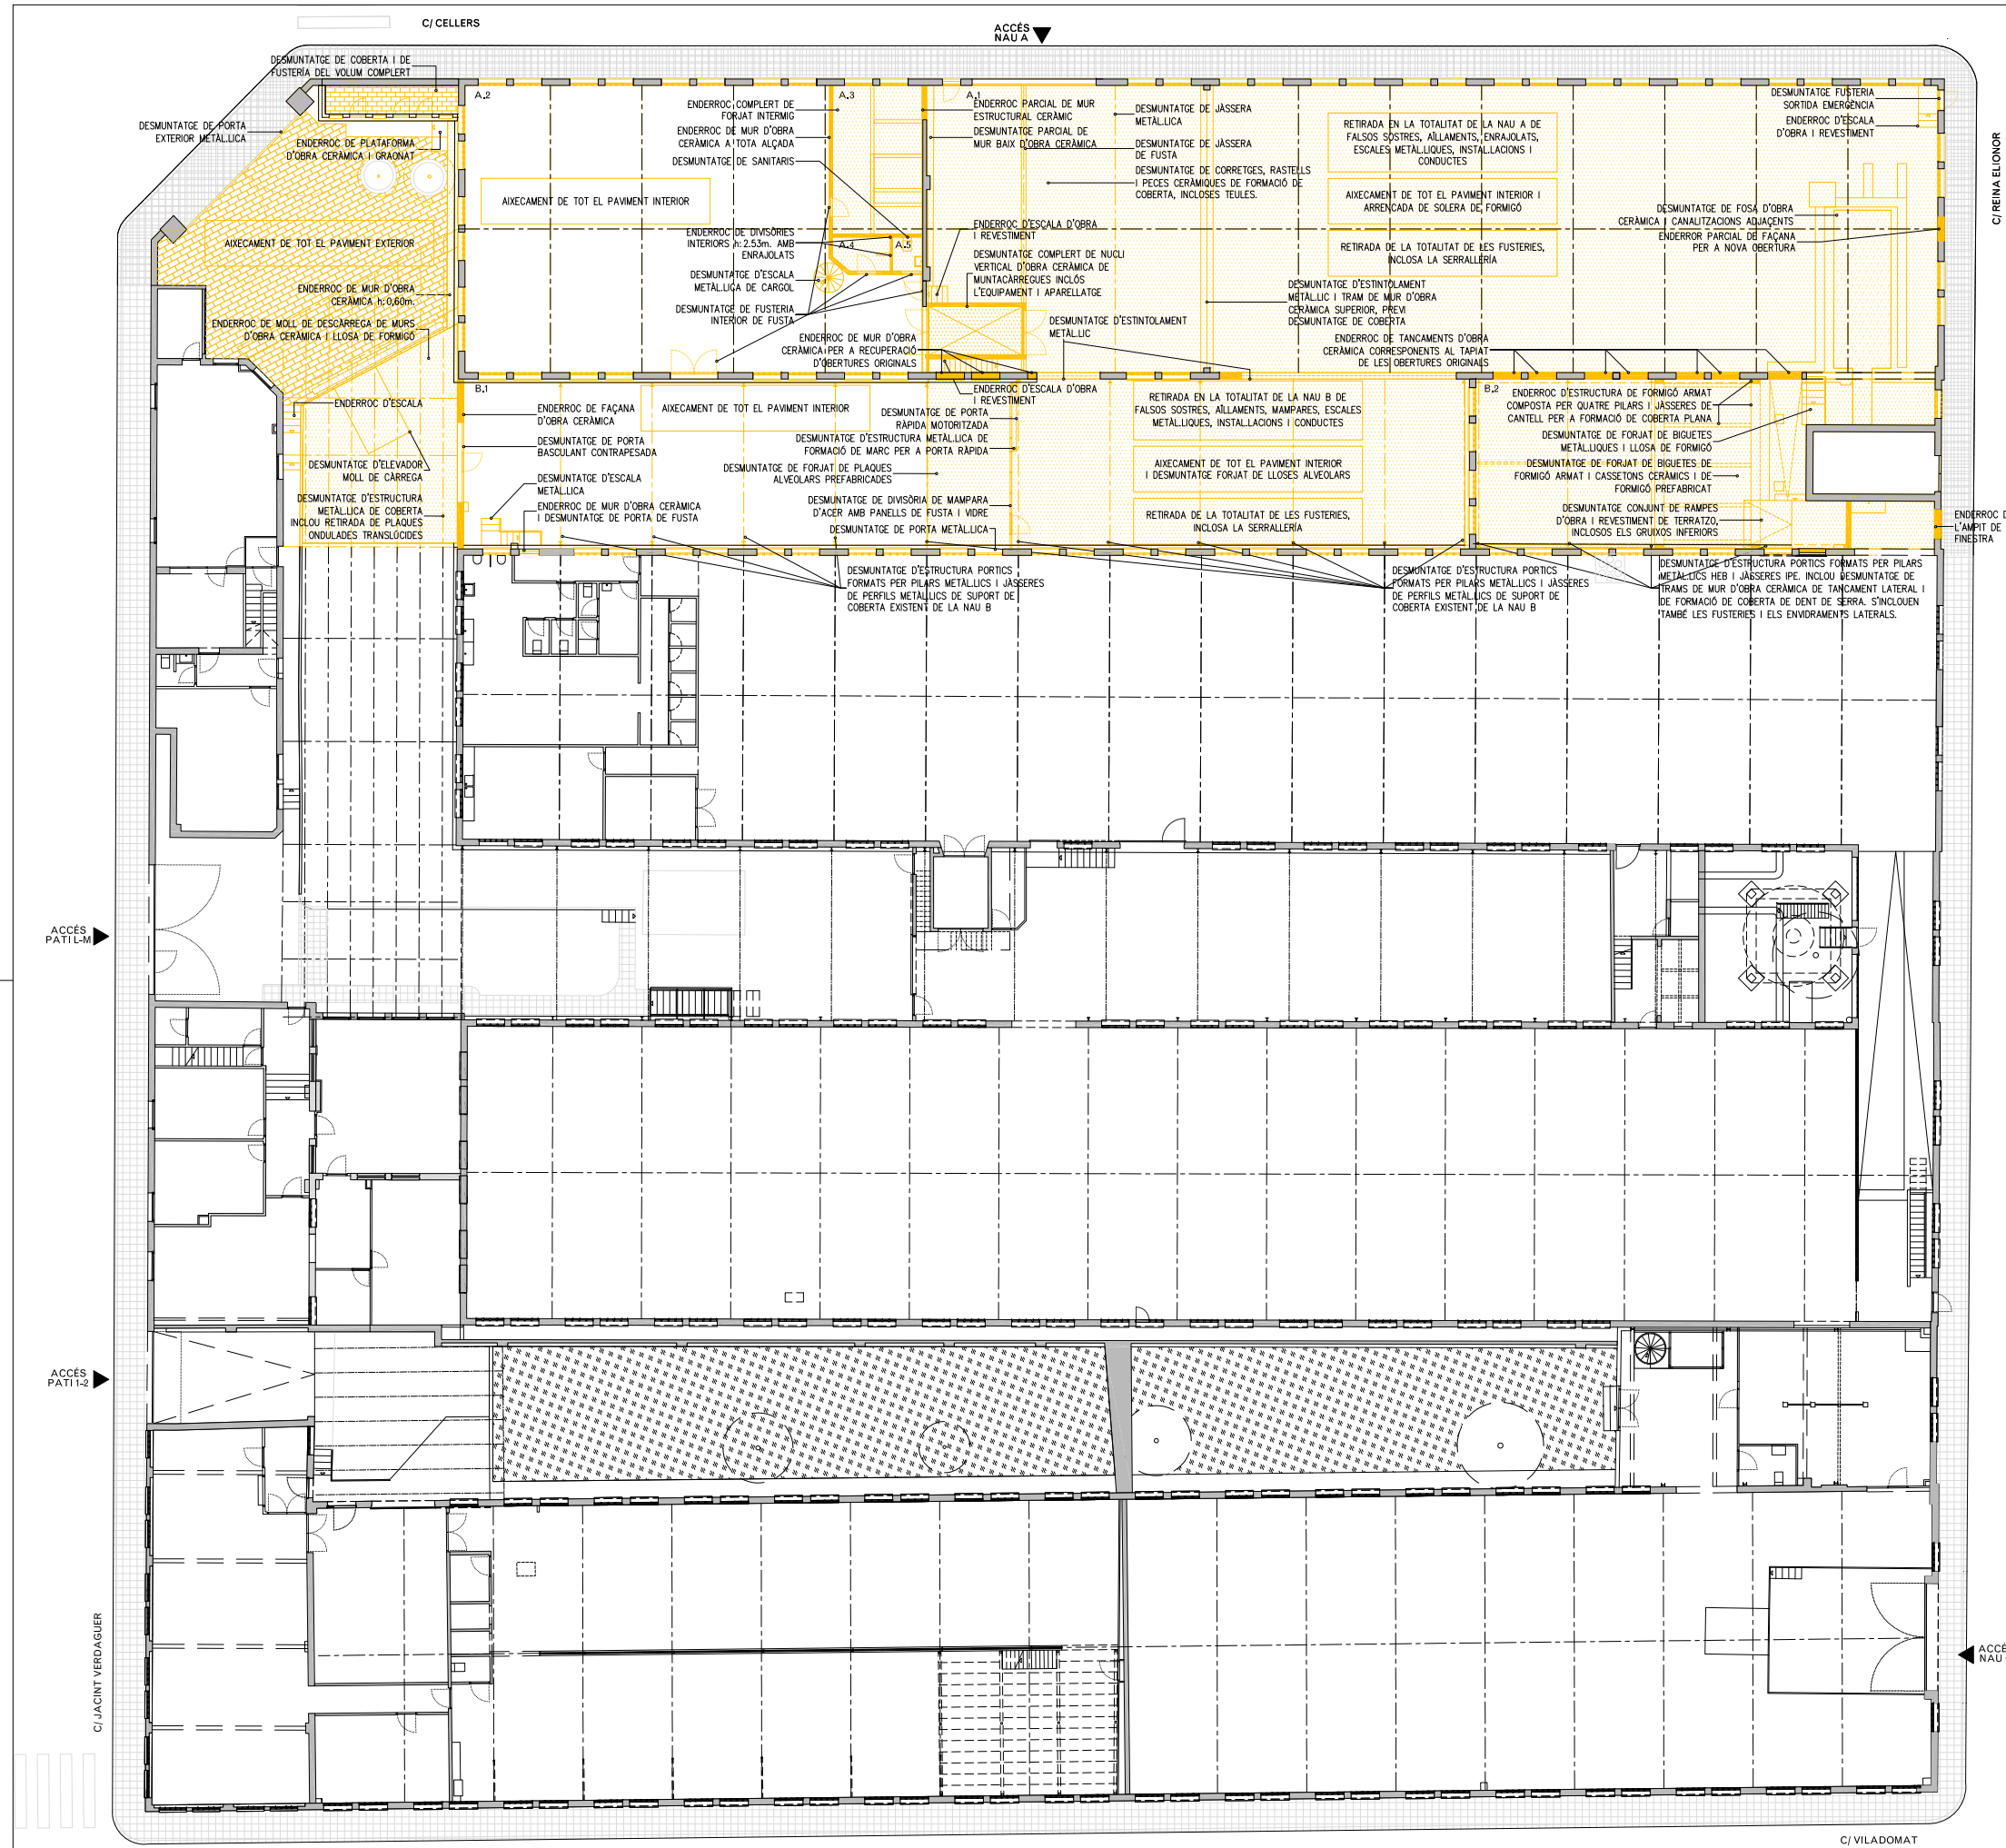 C/ CELLERS
ACCÉS
NAU A
DESMUNTATGE DE COBERTA I DE
FUSTERÍA DEL VOLUM COMPLERT
DESMUNTATGE DE PORTA
EXTERIOR METÀL.LICA
ENDERROC DE PLATAFORMA
D'OBRA CERÀMICA I GRAONAT
AIXECAMENT DE TOT EL PAVIMENT EXTERIOR
ENDERROC DE MUR D'OBRA
CERÀMICA h:0,60m.
ENDERROC DE MOLL DE DESCÀRREGA DE MURS
D'OBRA CERÀMICA I LLOSA DE FORMIGÓ
ENDERROC D'ESCALA
DESMUNTATGE D'ELEVADOR
MOLL DE CÀRREGA
DESMUNTATGE D'ESTRUCTURA
METÀL.LICA DE COBERTA
INCLOU RETIRADA DE PLAQUES
ONDULADES TRANSLÚCIDES
A.2
AIXECAMENT DE TOT EL PAVIMENT INTERIOR
ENDERROC COMPLERT DE
FORJAT INTERMIG
ENDERROC DE MUR D'OBRA
CERÀMICA A TOTA ALÇADA
DESMUNTATGE DE SANITARIS
ENDERROC DE DIVISÒRIES
INTERIORS h:2.53m. AMB
ENRAJOLATS
DESMUNTATGE D'ESCALA
METÀL.LICA DE CARGOL
DESMUNTATGE DE FUSTERIA
INTERIOR DE FUSTA
ENDERROC DE MUR D'OBRA
CERÀMICA PER A RECUPERACIÓ
D'OBERTURES ORIGINALS
A.3
A.4
A.5
A.1
ENDERROC PARCIAL DE MUR
ESTRUCTURAL CERÀMIC
DESMUNTATGE PARCIAL DE
MUR BAIX D'OBRA CERÀMICA
DESMUNTATGE DE JÀSSERA
METÀL.LICA
DESMUNTATGE DE JÀSSERA
DE FUSTA
DESMUNTATGE DE CORRETGES, RASTELLS
I PECES CERÀMIQUES DE FORMACIÓ DE
COBERTA, INCLOSES TEULES.
ENDERROC D'ESCALA D'OBRA
I REVESTIMENT
DESMUNTATGE COMPLERT DE NUCLI
VERTICAL D'OBRA CERÀMICA DE
MUNTACÀRREGUES INCLÓS
L'EQUIPAMENT I APARELLATGE
DESMUNTATGE D'ESTINTOLAMENT
METÀL.LIC
ENDERROC D'ESCALA D'OBRA
I REVESTIMENT
RETIRADA EN LA TOTALITAT DE LA NAU A DE
FALSOS SOSTRES, AÏLLAMENTS, ENRAJOLATS,
ESCALES METÀL.LIQUES, INSTAL.LACIONS I
CONDUCTES
AIXECAMENT DE TOT EL PAVIMENT INTERIOR I
ARRENCADA DE SOLERA DE FORMIGÓ
RETIRADA DE LA TOTALITAT DE LES FUSTERIES,
INCLOSA LA SERRALLERÍA
DESMUNTATGE D'ESTINTOLAMENT
METÀL.LIC I TRAM DE MUR D'OBRA
CERÀMICA SUPERIOR, PREVI
DESMUNTATGE DE COBERTA
ENDERROC DE TANCAMENTS D'OBRA
CERÀMICA CORRESPONENTS AL TAPIAT
DE LES OBERTURES ORIGINALS
DESMUNTATGE FUSTERIA
SORTIDA EMERGÈNCIA
ENDERROC D'ESCALA
D'OBRA I REVESTIMENT
DESMUNTATGE DE FOSA D'OBRA
CERÀMICA I CANALITZACIONS ADJAÇENTS
ENDERROR PARCIAL DE FAÇANA
PER A NOVA OBERTURA
C/ REINA ELIONOR
B.1
ENDERROC DE FAÇANA
D'OBRA CERÀMICA
DESMUNTATGE DE PORTA
BASCULANT CONTRAPESADA
DESMUNTATGE D'ESCALA
METÀL.LICA
ENDERROC DE MUR D'OBRA CERÀMICA
I DESMUNTATGE DE PORTA DE FUSTA
AIXECAMENT DE TOT EL PAVIMENT INTERIOR
DESMUNTATGE DE PORTA
RÀPIDA MOTORITZADA
DESMUNTATGE D'ESTRUCTURA METÀL.LICA DE
FORMACIÓ DE MARC PER A PORTA RÀPIDA
DESMUNTATGE DE FORJAT DE PLAQUES
ALVEOLARS PREFABRICADES
DESMUNTATGE DE DIVISÒRIA DE MAMPARA
D'ACER AMB PANELLS DE FUSTA I VIDRE
DESMUNTATGE DE PORTA METÀL.LICA
RETIRADA EN LA TOTALITAT DE LA NAU B DE
FALSOS SOSTRES, AÏLLAMENTS, MAMPARES, ESCALES
METÀL.LIQUES, INSTAL.LACIONS I CONDUCTES
AIXECAMENT DE TOT EL PAVIMENT INTERIOR
I DESMUNTATGE FORJAT DE LLOSES ALVEOLARS
RETIRADA DE LA TOTALITAT DE LES FUSTERIES,
INCLOSA LA SERRALLERÍA
B.2
ENDERROC D'ESTRUCTURA DE FORMIGÓ ARMAT
COMPOSTA PER QUATRE PILARS I JÀSSERES DE
CANTELL PER A FORMACIÓ DE COBERTA PLANA
DESMUNTATGE DE FORJAT DE BIGUETES
METÀL.LIQUES I LLOSA DE FORMIGÓ
DESMUNTATGE DE FORJAT DE BIGUETES DE
FORMIGÓ ARMAT I CASSETONS CERÀMICS I DE
FORMIGÓ PREFABRICAT
DESMUNTATGE CONJUNT DE RAMPES
D'OBRA I REVESTIMENT DE TERRATZO,
INCLOSOS ELS GRUIXOS INFERIORS
ENDERROC D
L'AMPIT DE
FINESTRA
DESMUNTATGE D'ESTRUCTURA PORTICS
FORMATS PER PILARS METÀL.LICS I JÀSSERES
DE PERFILS METÀL.LICS DE SUPORT DE
COBERTA EXISTENT DE LA NAU B
DESMUNTATGE D'ESTRUCTURA PORTICS
FORMATS PER PILARS METÀL.LICS I JÀSSERES
DE PERFILS METÀL.LICS DE SUPORT DE
COBERTA EXISTENT DE LA NAU B
DESMUNTATGE D'ESTRUCTURA PORTICS FORMATS PER PILARS
METÀL.LICS HEB I JÀSSERES IPE. INCLOU DESMUNTATGE DE
TRAMS DE MUR D'OBRA CERÀMICA DE TANCAMENT LATERAL I
DE FORMACIÓ DE COBERTA DE DENT DE SERRA. S'INCLOUEN
TAMBÉ LES FUSTERIES I ELS ENVIDRAMENTS LATERALS.
ACCÉS
PATI L-M
ACCÉS
PATI 1-2
C/ JACINT VERDAGUER
ACCÉ
NAU
C/ VILADOMAT